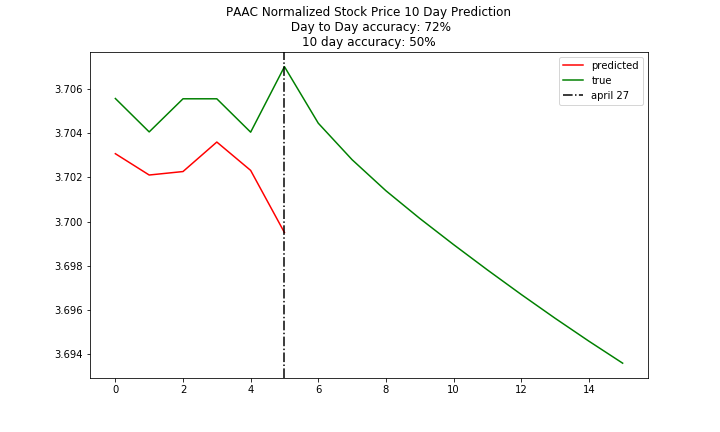 PAAC Normalized Stock Price 10 Day Prediction
Day to Day accuracy: 72%
10 day accuracy: 50%
predicted
true
april 27
3.706
3.704
3.702
3.700
3.698
3.696
3.694
0 2 4 6 8 10 12 14